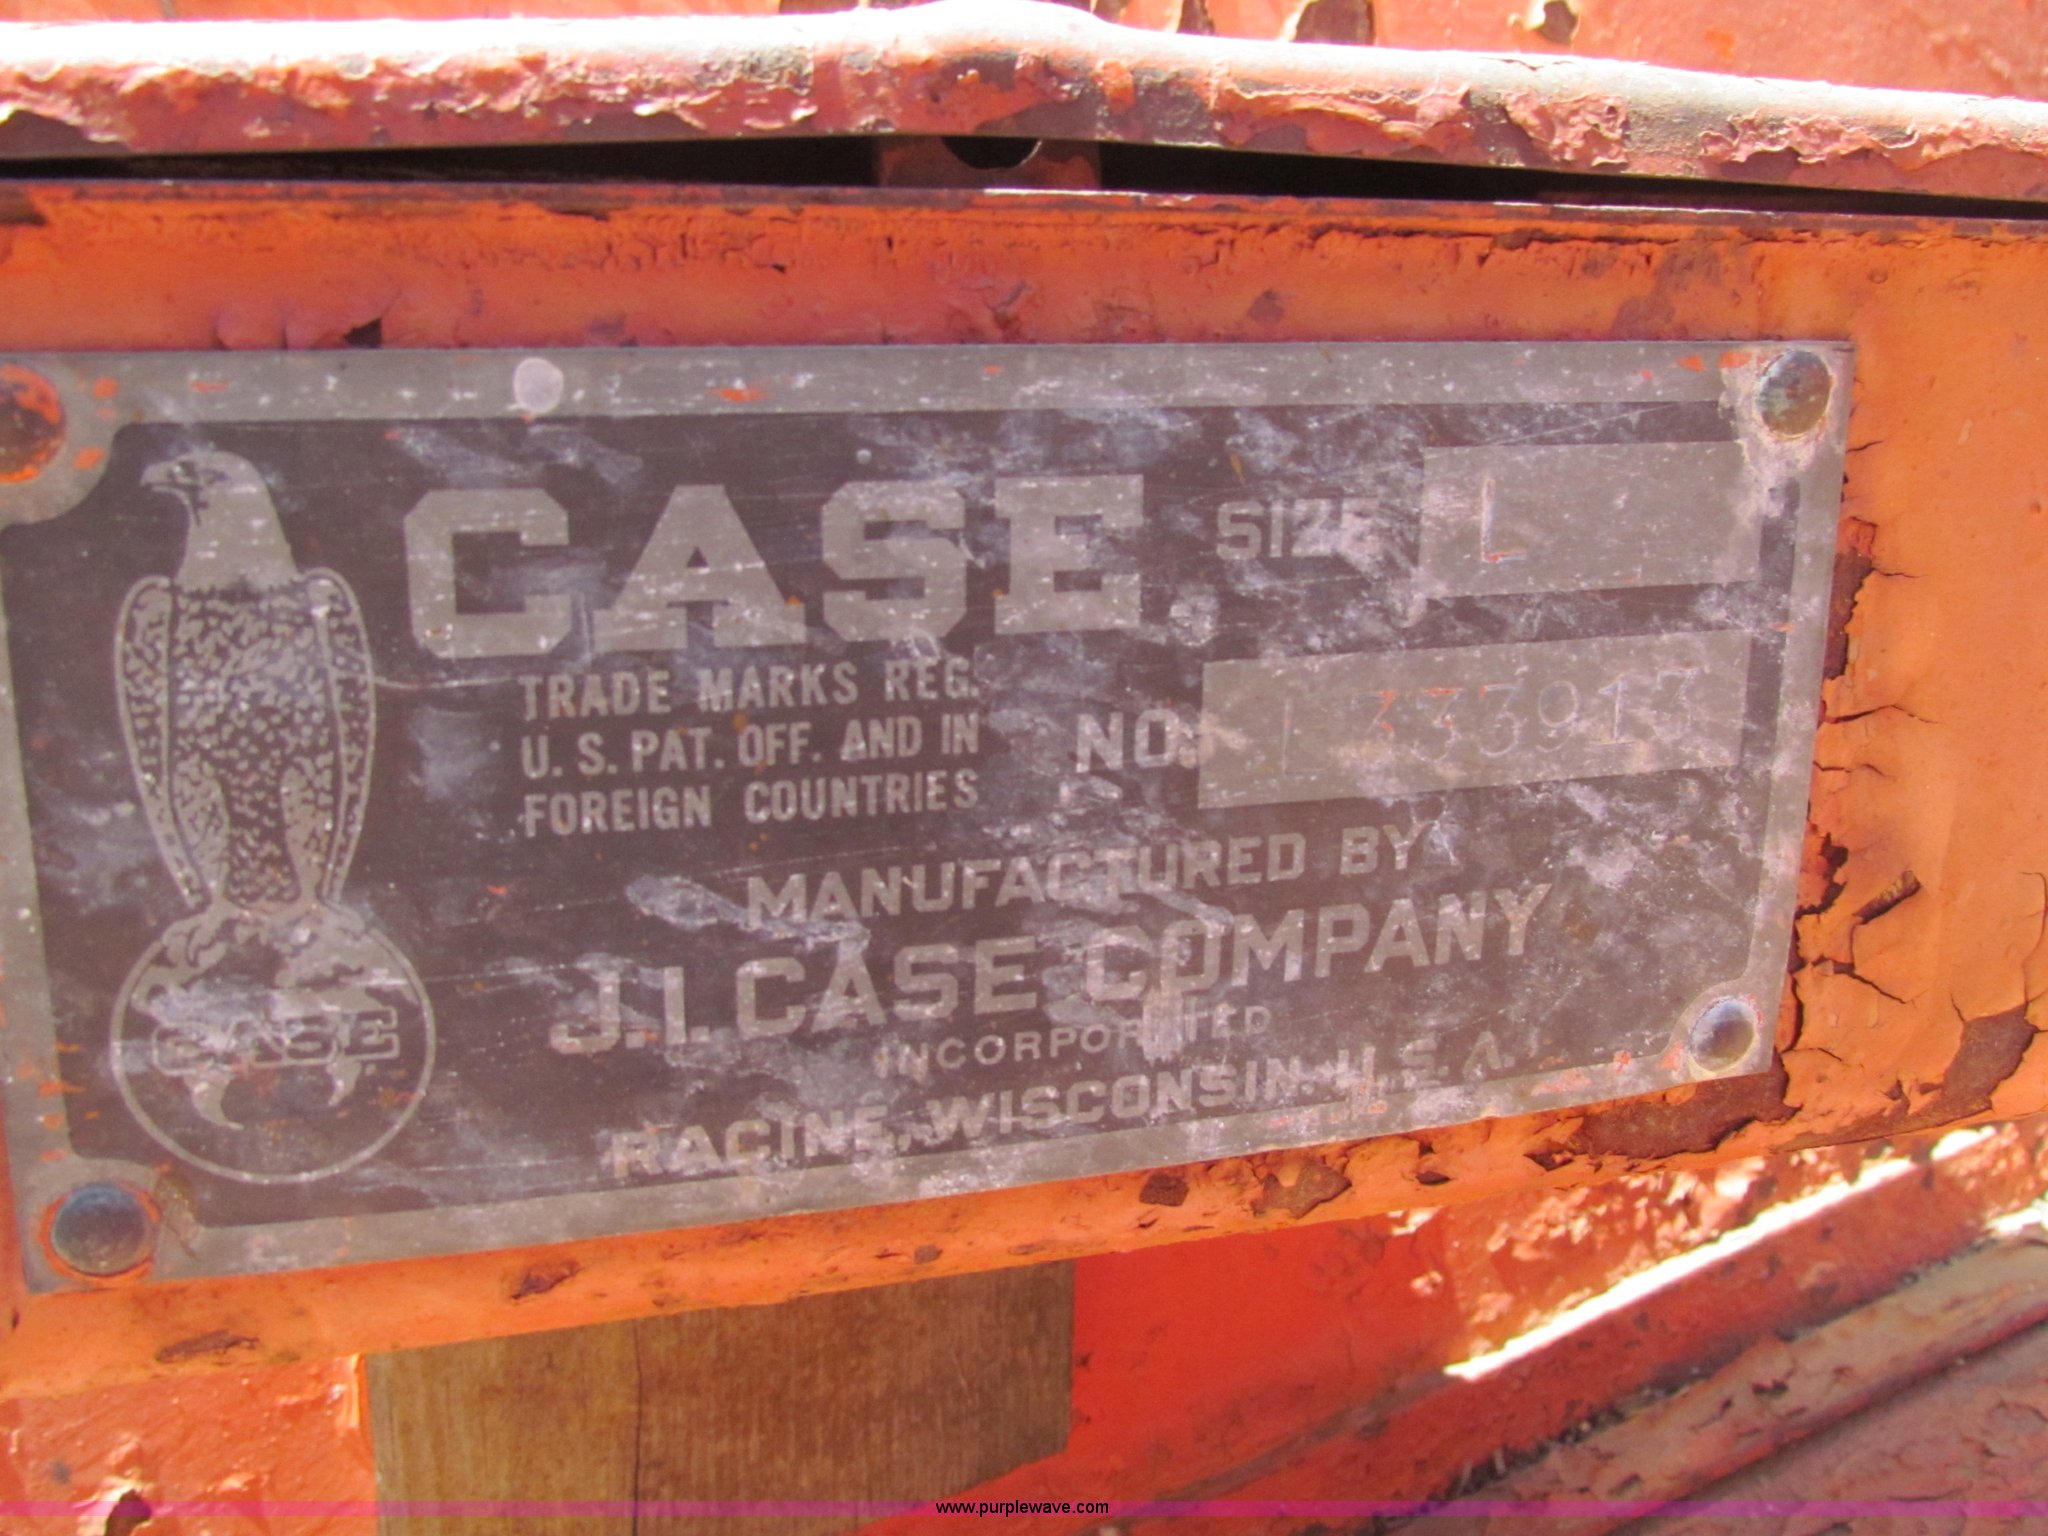 CASE
SIZE L
TRADE MARKS REG.
U. S. PAT. OFF. AND IN
FOREIGN COUNTRIES
NO. L 333913
MANUFACTURED BY
J.I. CASE COMPANY
INCORPORATED
RACINE, WISCONSIN. U. S. A.
CASE
www.purplewave.com